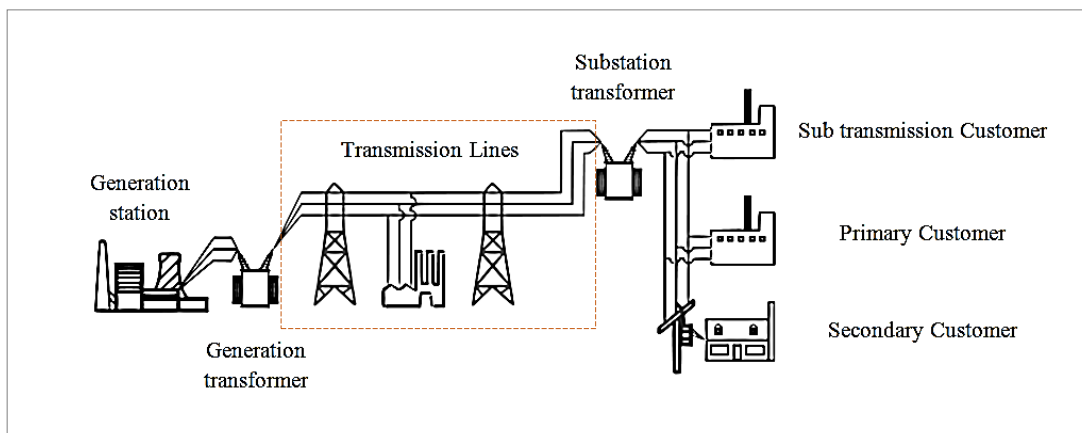 Substation
transformer
Sub transmission Customer
Transmission Lines
Generation
station
Primary Customer
Secondary Customer
Generation
transformer